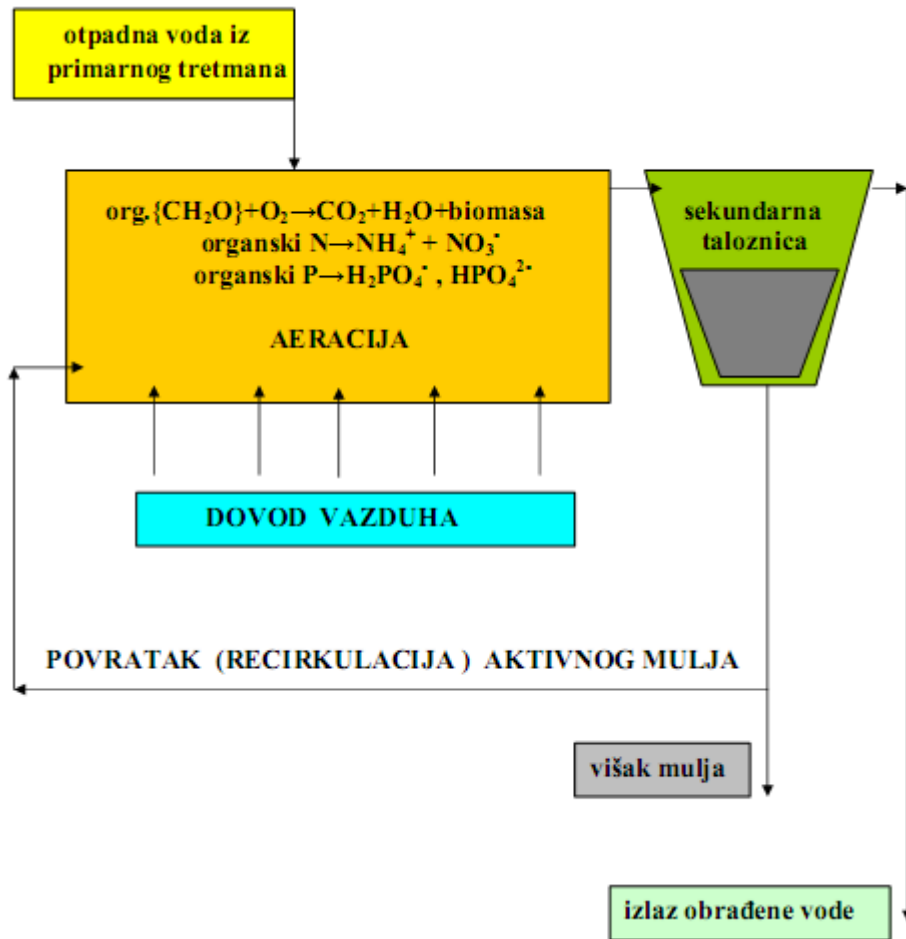 otpadna voda iz
primarnog tretmana
org.{CH₂O}+O₂→CO₂+H₂O+biomasa
organski N→NH₄⁺ + NO₃⁻
organski P→H₂PO₄⁻ , HPO₄²⁻
AERACIJA
sekundarna
taloznica
DOVOD VAZDUHA
POVRATAK (RECIRKULACIJA ) AKTIVNOG MULJA
višak mulja
izlaz obrađene vode